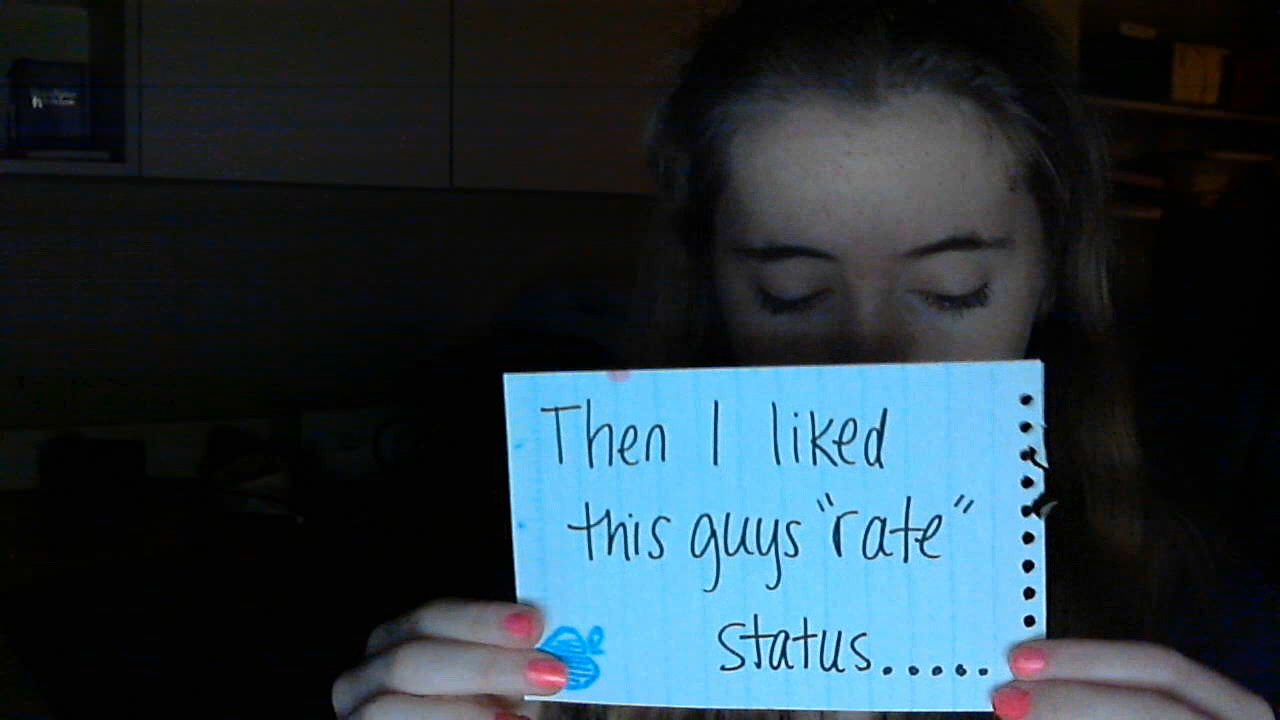 Then I liked
this guys "rate"
status.....